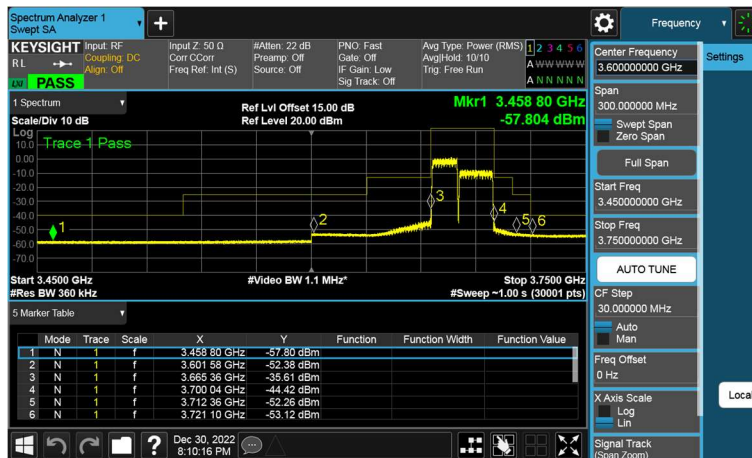 Spectrum Analyzer 1
Swept SA
Frequency
KEYSIGHT
RL
PASS
Input: RF
Coupling: DC
Align: Off
Input Z: 50 Ω
Corr CCorr
Freq Ref: Int (S)
#Atten: 22 dB
Preamp: Off
Source: Off
PNO: Fast
Gate: Off
IF Gain: Low
Sig Track: Off
Avg Type: Power (RMS)
Avg|Hold: 10/10
Trig: Free Run
1 2 3 4 5 6
A W W W W W
A N N N N N
1 Spectrum
Scale/Div 10 dB
Ref Lvl Offset 15.00 dB
Ref Level 20.00 dBm
Mkr1 3.458 80 GHz
-57.804 dBm
Log
Trace 1 Pass
10.0
0.00
-10.0
-20.0
-30.0
-40.0
-50.0
-60.0
-70.0
1
2
3
4
5
6
Start 3.4500 GHz
#Video BW 1.1 MHz*
Stop 3.7500 GHz
#Res BW 360 kHz
#Sweep ~1.00 s (30001 pts)
5 Marker Table
Mode Trace Scale X Y Function Function Width Function Value
1 N 1 f 3.458 80 GHz -57.80 dBm
2 N 1 f 3.601 58 GHz -52.38 dBm
3 N 1 f 3.665 36 GHz -35.61 dBm
4 N 1 f 3.700 04 GHz -44.42 dBm
5 N 1 f 3.712 36 GHz -52.26 dBm
6 N 1 f 3.721 10 GHz -53.12 dBm
Dec 30, 2022
8:10:16 PM
Center Frequency
3.600000000 GHz
Settings
Span
300.000000 MHz
Swept Span
Zero Span
Full Span
Start Freq
3.450000000 GHz
Stop Freq
3.750000000 GHz
AUTO TUNE
CF Step
30.000000 MHz
Auto
Man
Freq Offset
0 Hz
X Axis Scale
Log
Lin
Local
Signal Track
(Span Zoom)